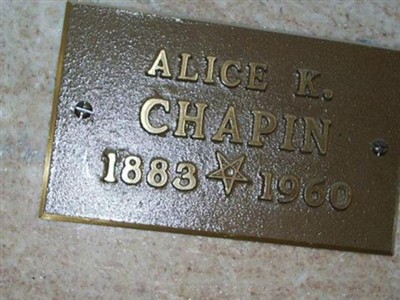 ALICE K.
CHAPIN
1883 ☆ 1960